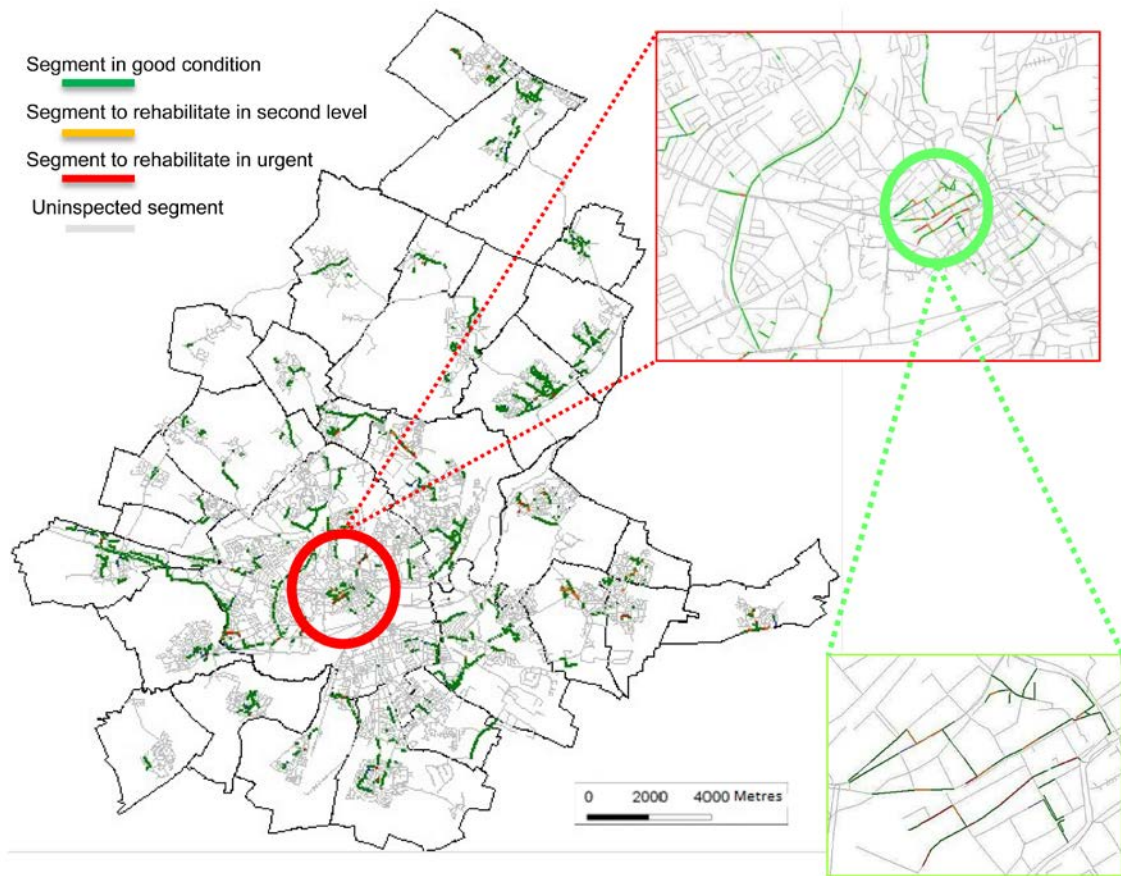 Segment in good condition
Segment to rehabilitate in second level
Segment to rehabilitate in urgent
Uninspected segment
0 2000 4000 Metres